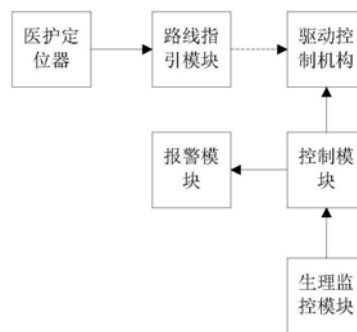 医护定
位器
路线指
引模块
驱动控
制机构
报警模
块
控制模
块
生理监
控模块